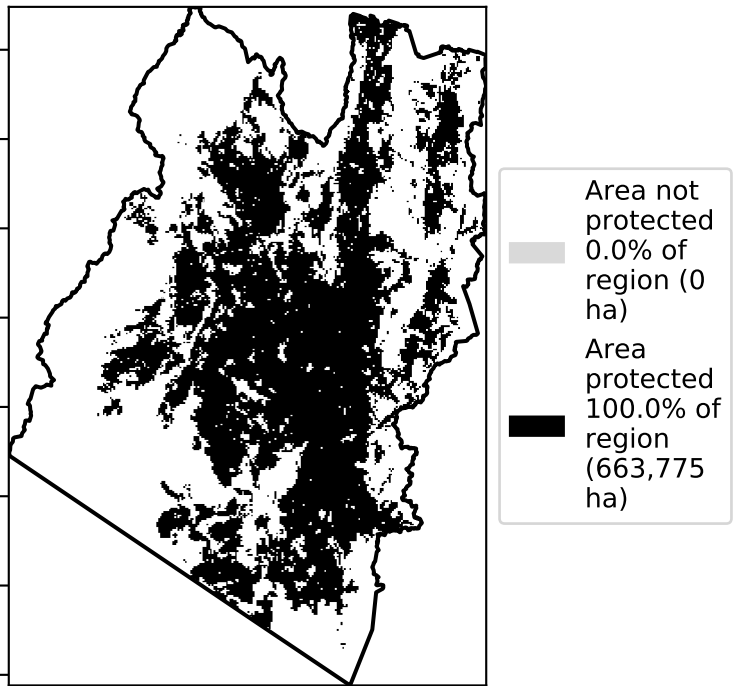 Area not
protected
0.0% of
region (0
ha)
Area
protected
100.0% of
region
(663,775
ha)